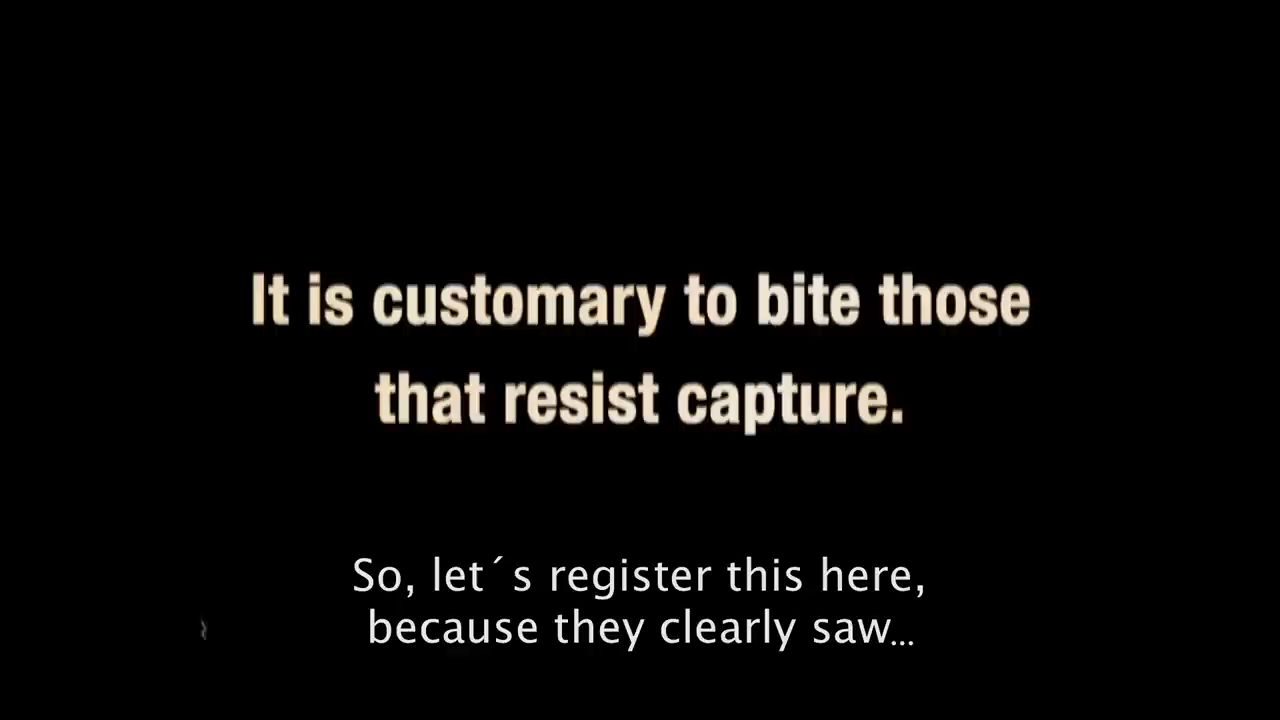 It is customary to bite those
that resist capture.
So, let´s register this here,
because they clearly saw...